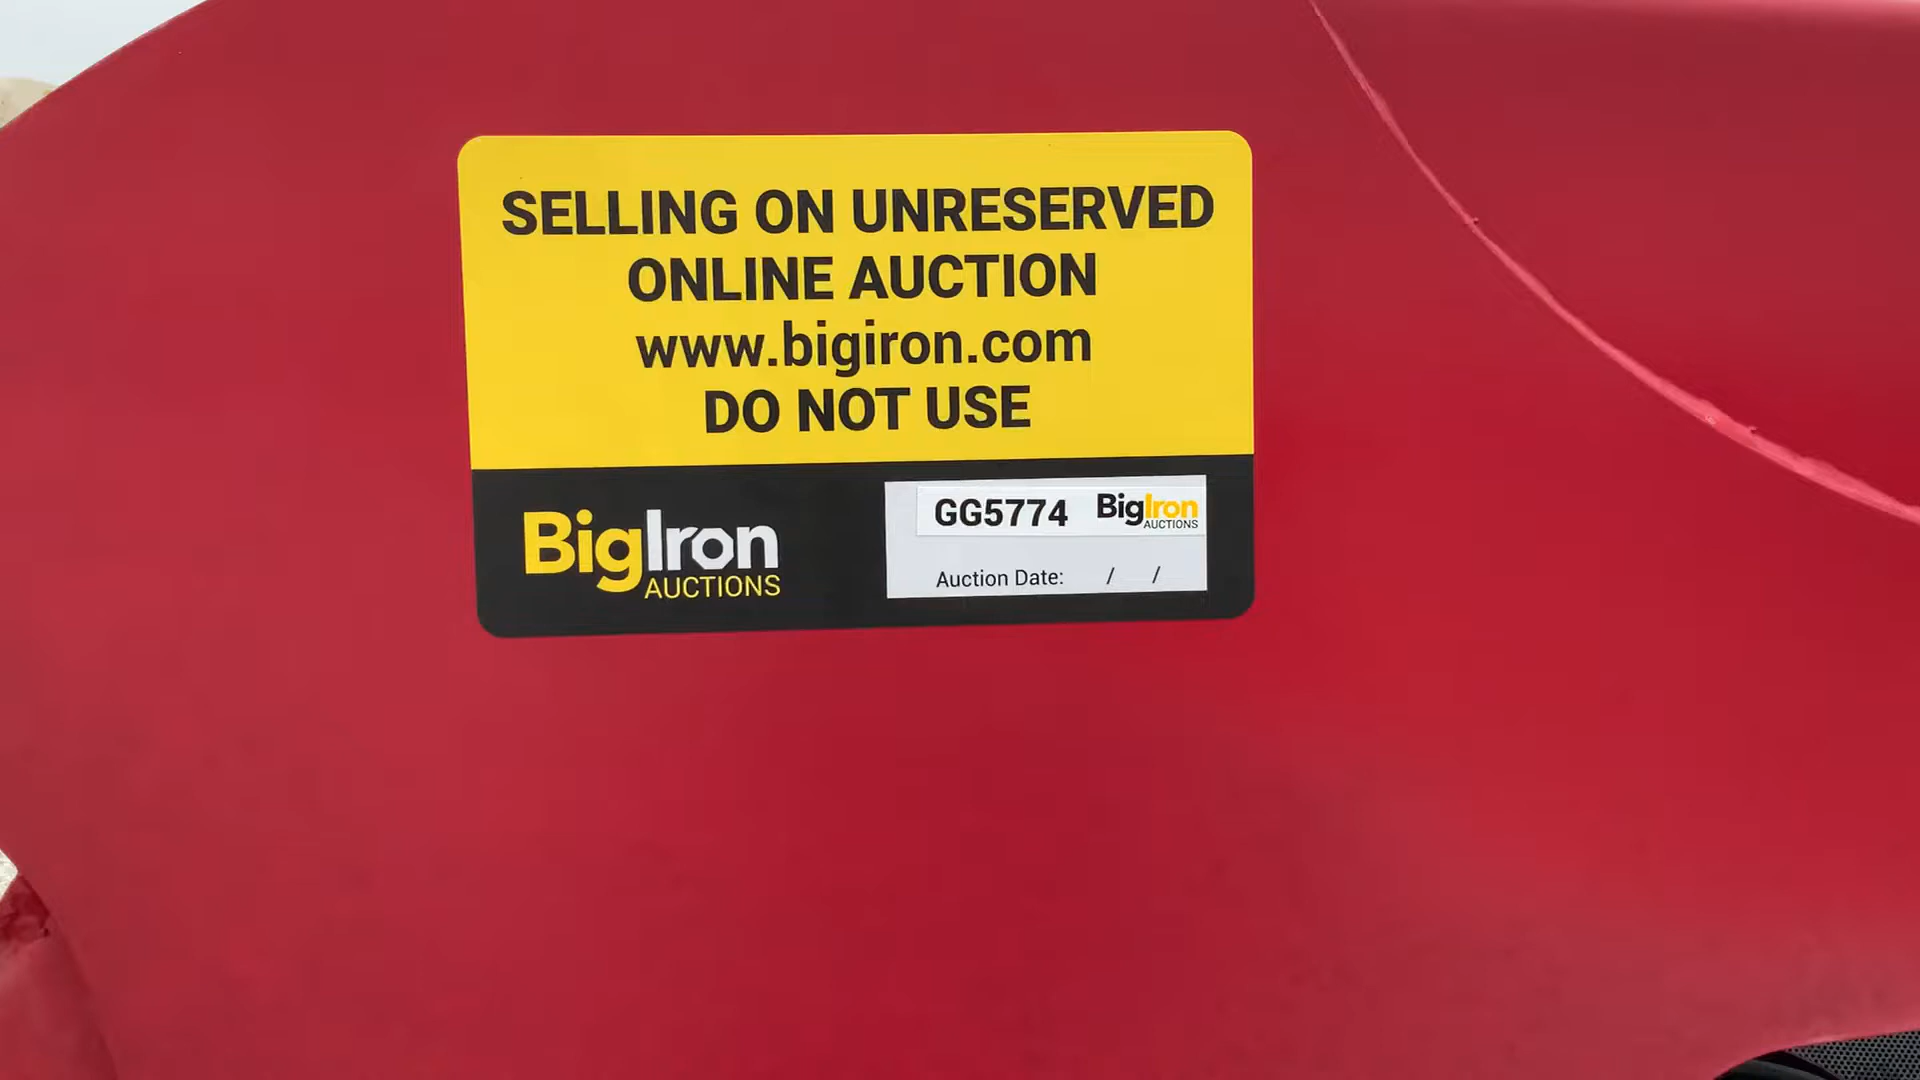 SELLING ON UNRESERVED
ONLINE AUCTION
www.bigiron.com
DO NOT USE
BigIron
AUCTIONS
GG5774 BigIron
AUCTIONS
Auction Date: / /